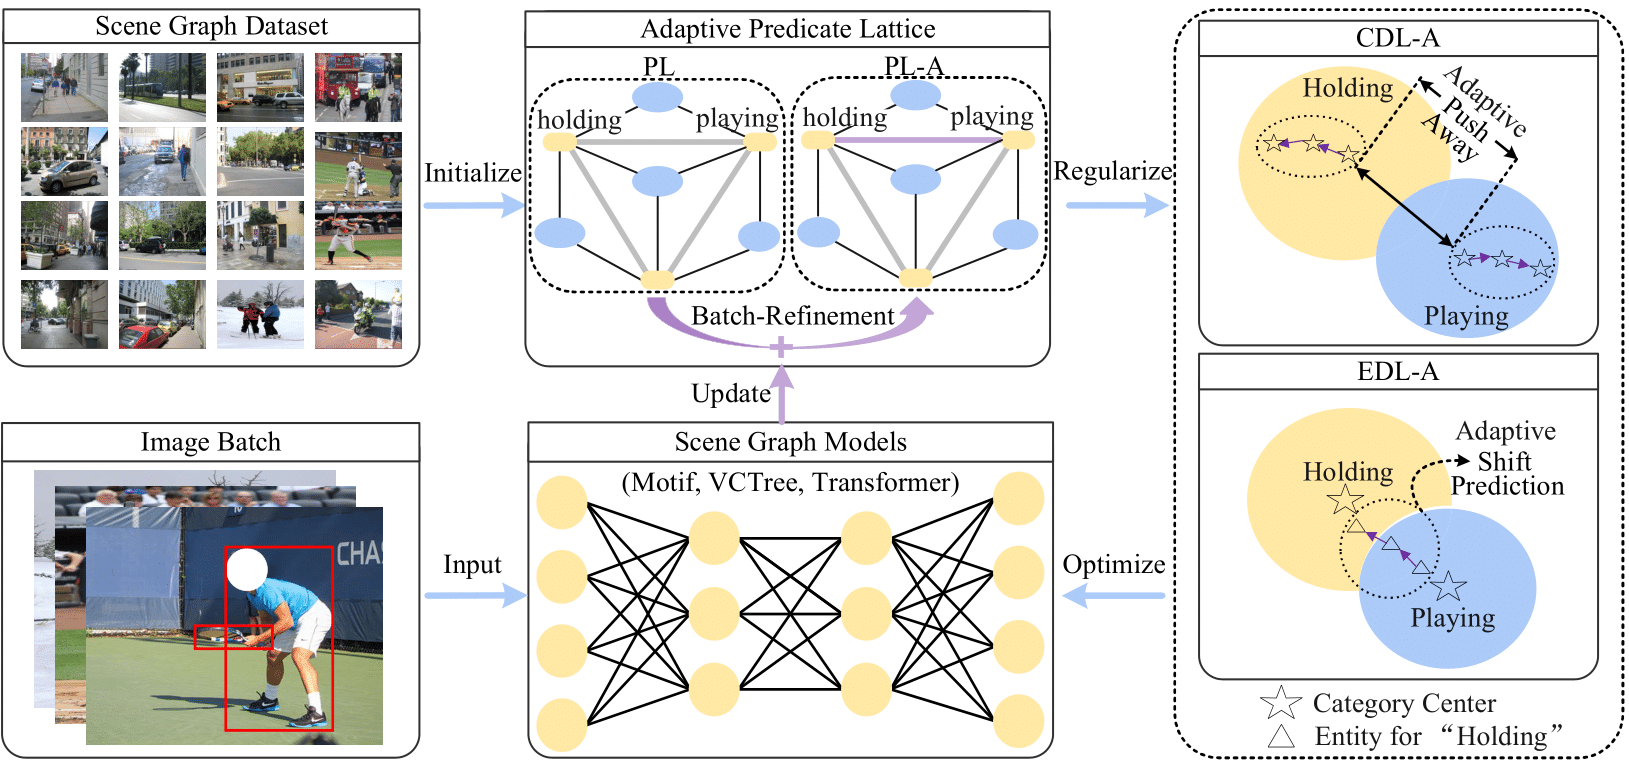 Scene Graph Dataset
Initialize
Adaptive Predicate Lattice
PL
PL-A
holding
playing
holding
playing
Batch-Refinement
Update
Regularize
CDL-A
Holding
Adaptive
Push
Away
Playing
EDL-A
Adaptive
Shift
Prediction
Holding
Playing
Category Center
Entity for “Holding”
Image Batch
CHAS
Input
Scene Graph Models
(Motif, VCTree, Transformer)
Optimize